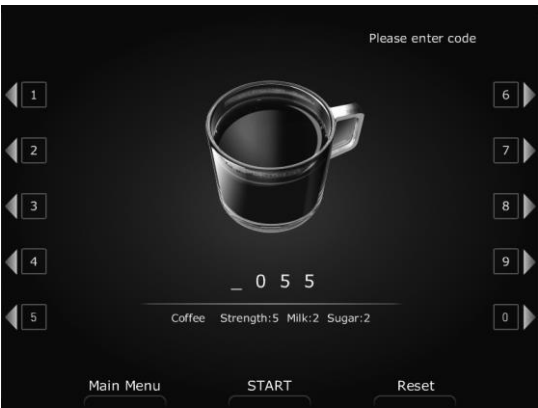 Please enter code
1
6
2
7
3
8
4
9
_ 0 5 5
5
Coffee Strength:5 Milk:2 Sugar:2
0
Main Menu START Reset